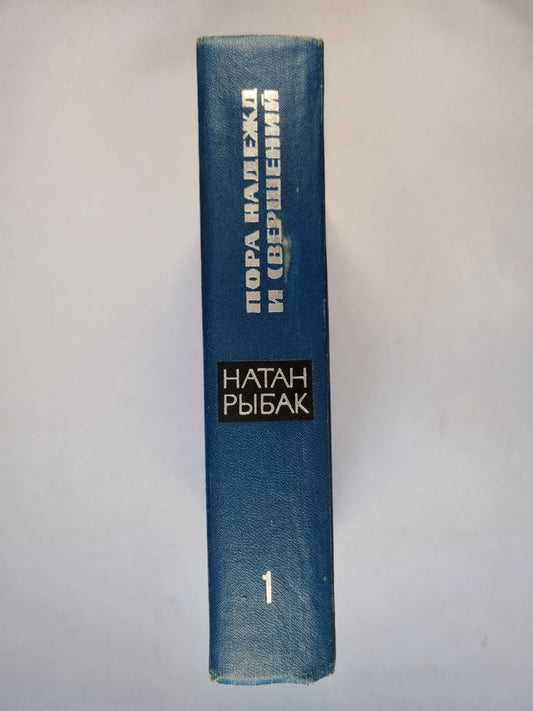 ПОРА НАДЕЖД
И СВЕРШЕНИЙ
НАТАН
РЫБАК
1